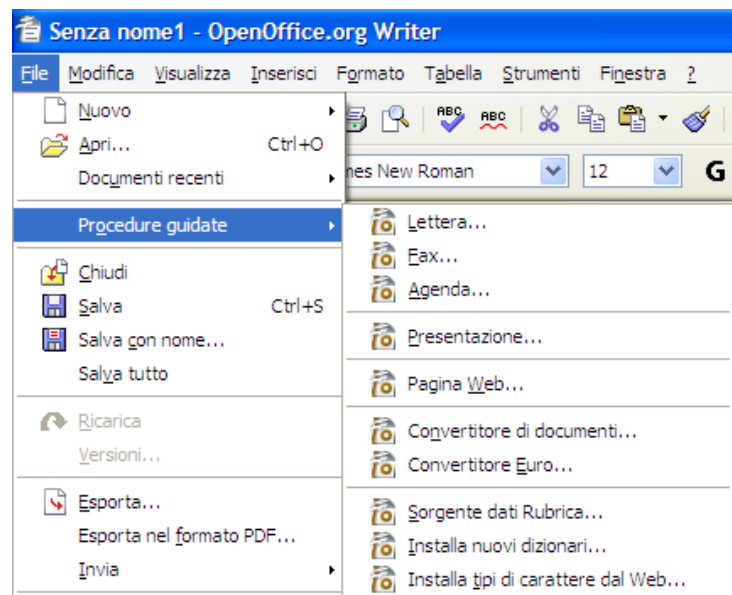 Senza nome1 - OpenOffice.org Writer
File Modifica Visualizza Inserisci Formato Tabella Strumenti Finestra ?
Nuovo
ABC ABC
Apri... Ctrl+O
Documenti recenti
mes New Roman 12 G
Procedure guidate
Lettera...
Fax...
Agenda...
Presentazione...
Pagina Web...
Convertitore di documenti...
Convertitore Euro...
Sorgente dati Rubrica...
Installa nuovi dizionari...
Installa tipi di carattere dal Web...
Chiudi
Salva Ctrl+S
Salva con nome...
Salva tutto
Ricarica
Versioni...
Esporta...
Esporta nel formato PDF...
Invia